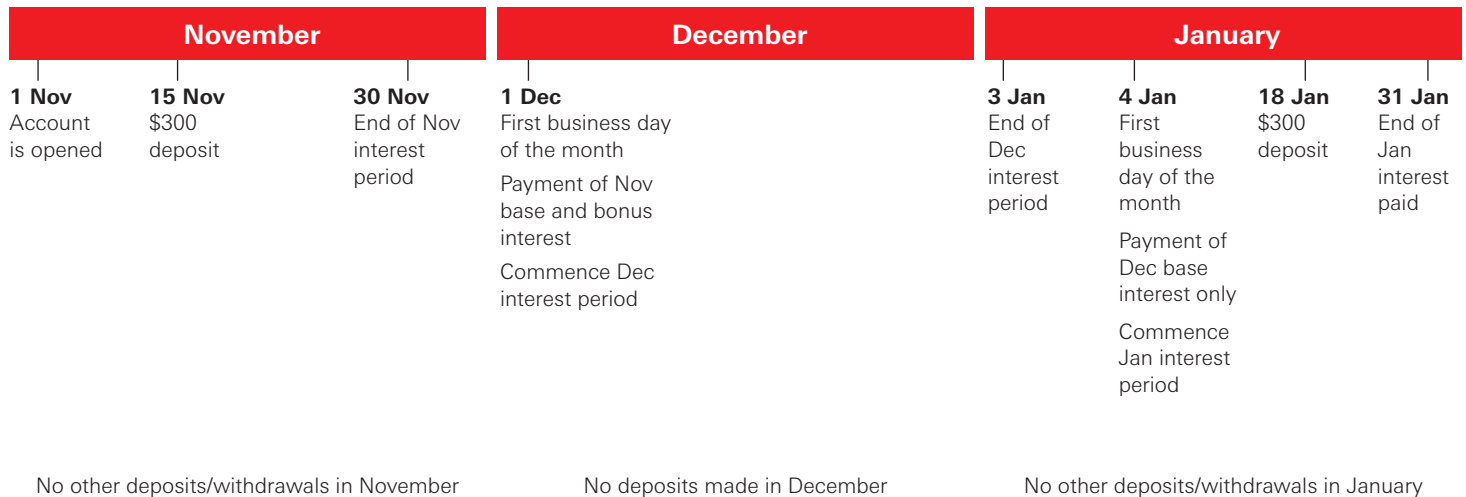 November
1 Nov
Account
is opened
15 Nov
$300
deposit
30 Nov
End of Nov
interest
period
No other deposits/withdrawals in November
December
1 Dec
First business day
of the month
Payment of Nov
base and bonus
interest
Commence Dec
interest period
No deposits made in December
January
3 Jan
End of
Dec
interest
period
4 Jan
First
business
day of the
month
Payment of
Dec base
interest only
Commence
Jan interest
period
18 Jan
$300
deposit
31 Jan
End of
Jan
interest
paid
No other deposits/withdrawals in January